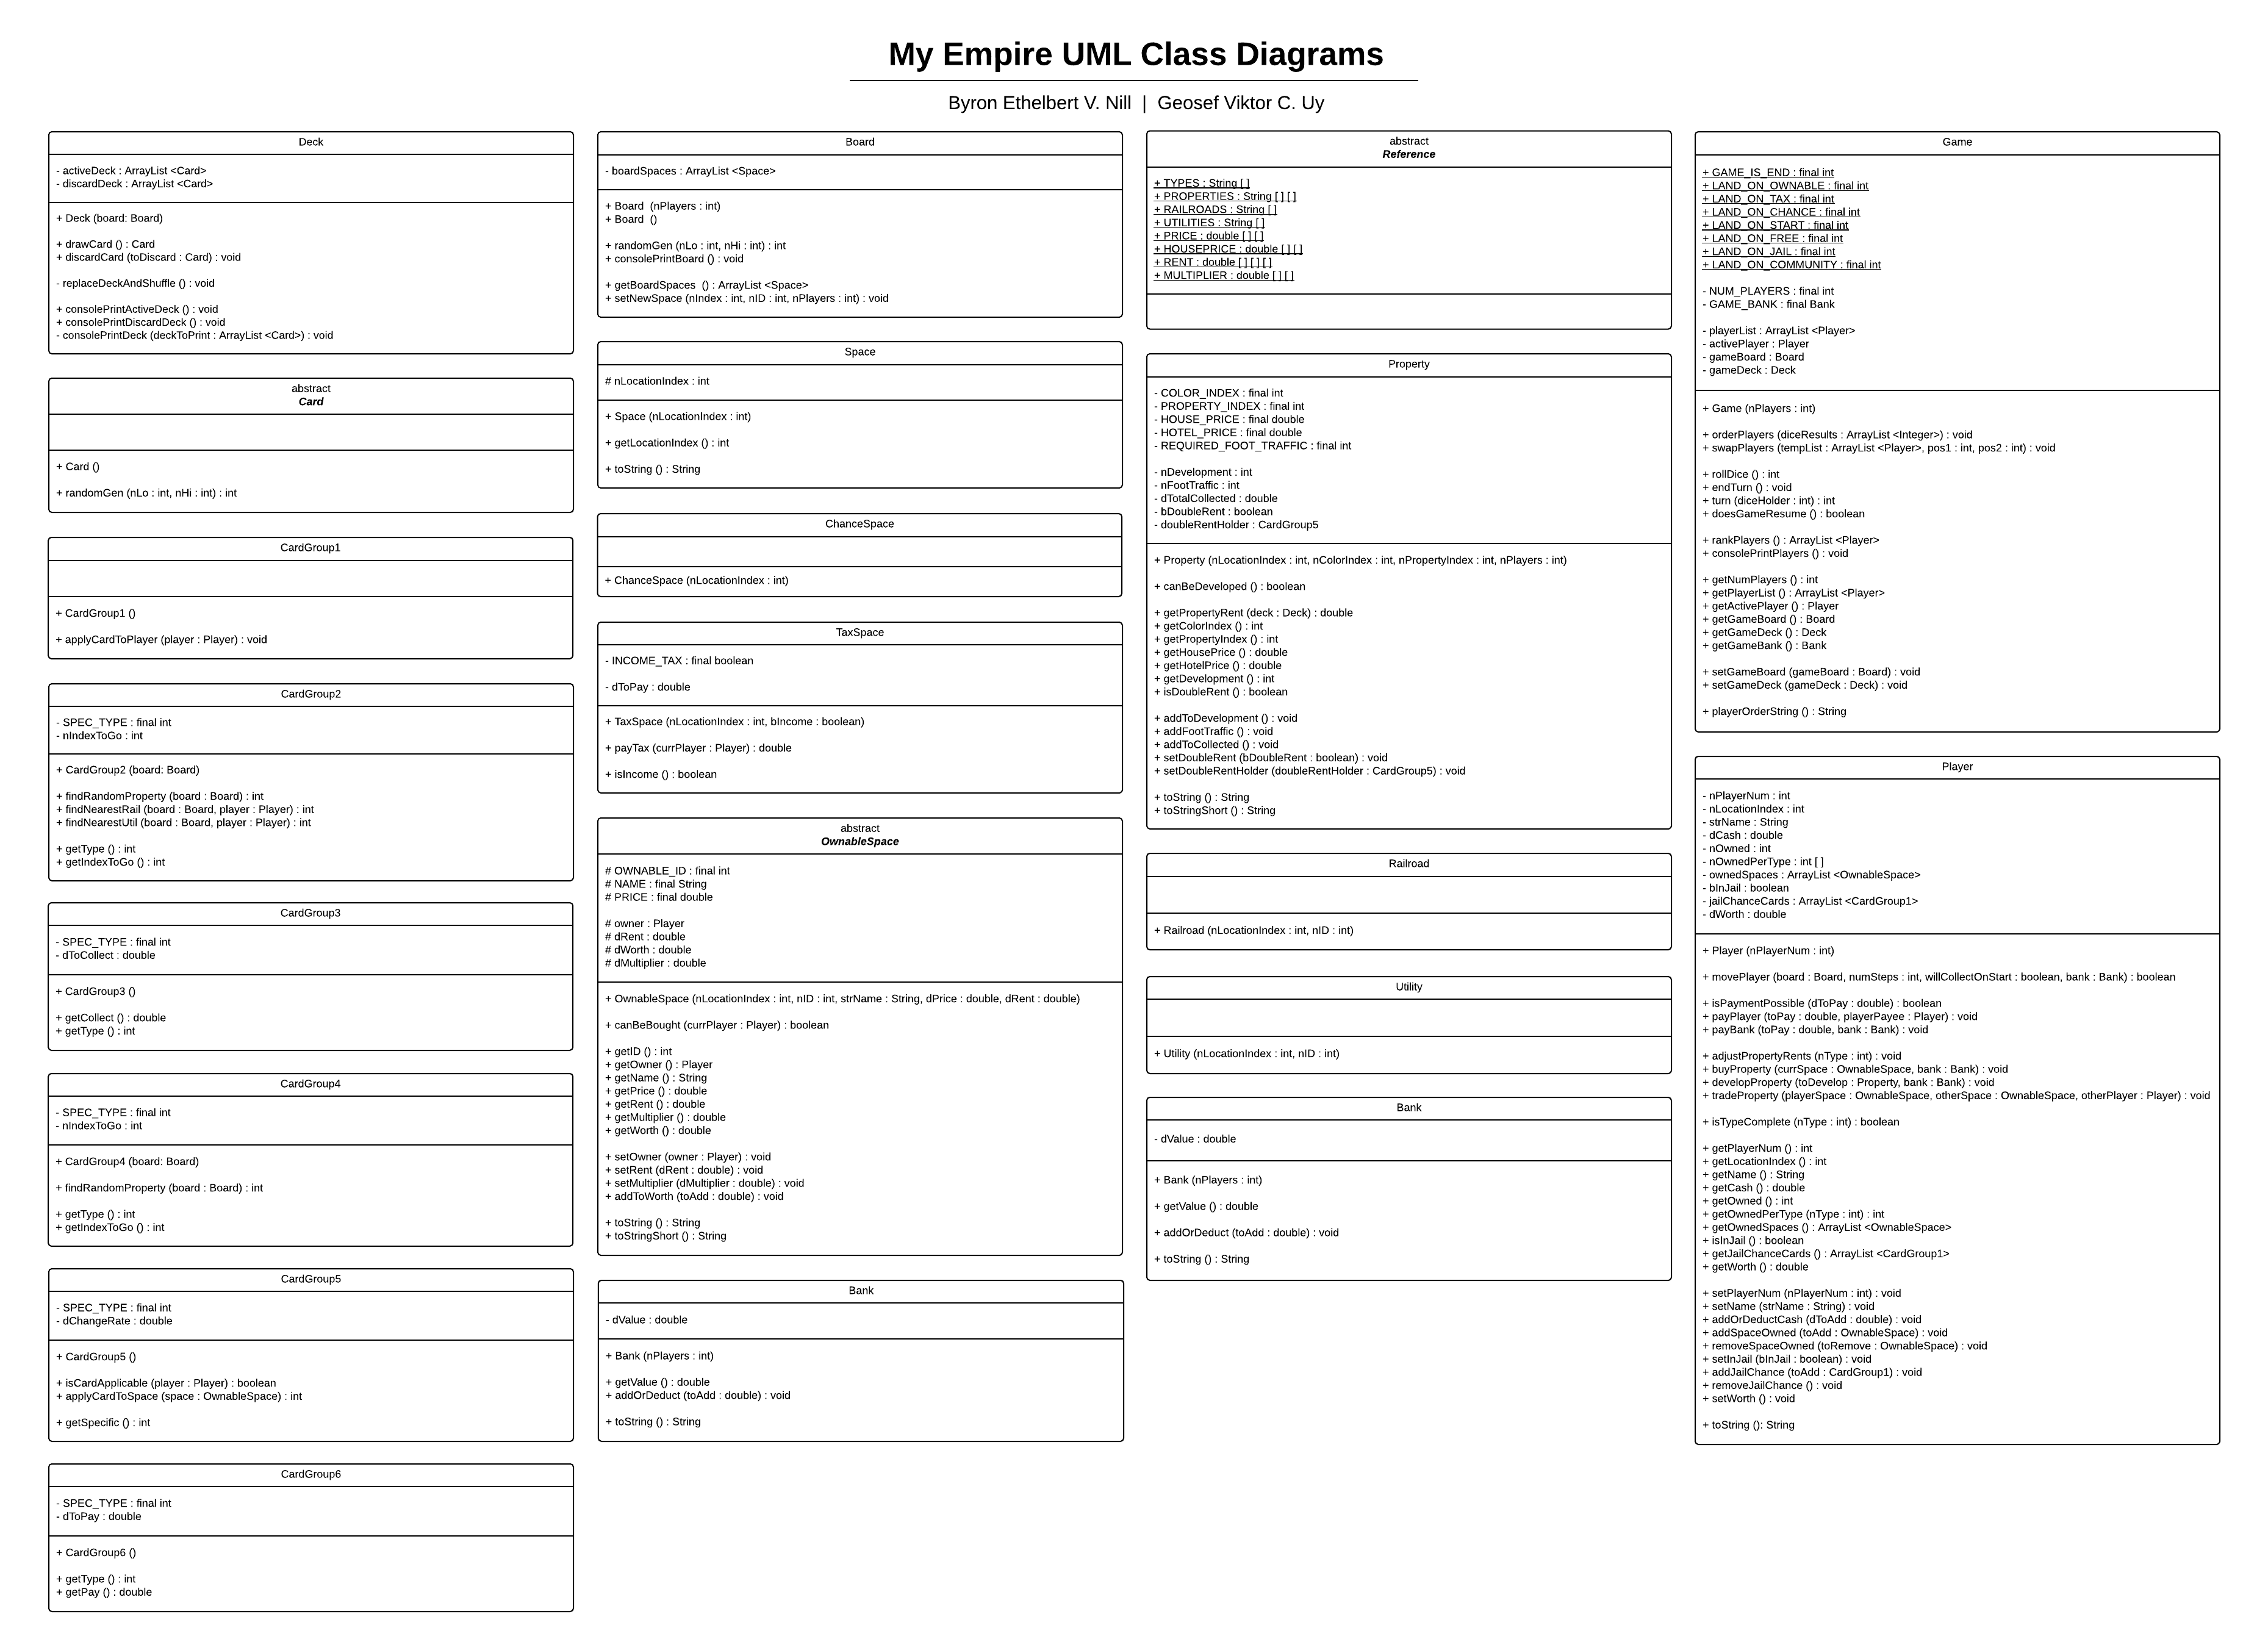 My Empire UML Class Diagrams
Byron Ethelbert V. Nill | Geosef Viktor C. Uy
Deck
- activeDeck : ArrayList <Card>
- discardDeck : ArrayList <Card>
+ Deck (board: Board)
+ drawCard () : Card
+ discardCard (toDiscard : Card) : void
- replaceDeckAndShuffle () : void
+ consolePrintActiveDeck () : void
+ consolePrintDiscardDeck () : void
- consolePrintDeck (deckToPrint : ArrayList <Card>) : void
abstract
Card
+ Card ()
+ randomGen (nLo : int, nHi : int) : int
CardGroup1
+ CardGroup1 ()
+ applyCardToPlayer (player : Player) : void
CardGroup2
- SPEC_TYPE : final int
- nIndexToGo : int
+ CardGroup2 (board: Board)
+ findRandomProperty (board : Board) : int
+ findNearestRail (board : Board, player : Player) : int
+ findNearestUtil (board : Board, player : Player) : int
+ getType () : int
+ getIndexToGo () : int
CardGroup3
- SPEC_TYPE : final int
- dToCollect : double
+ CardGroup3 ()
+ getCollect () : double
+ getType () : int
CardGroup4
- SPEC_TYPE : final int
- nIndexToGo : int
+ CardGroup4 (board: Board)
+ findRandomProperty (board : Board) : int
+ getType () : int
+ getIndexToGo () : int
CardGroup5
- SPEC_TYPE : final int
- dChangeRate : double
+ CardGroup5 ()
+ isCardApplicable (player : Player) : boolean
+ applyCardToSpace (space : OwnableSpace) : int
+ getSpecific () : int
CardGroup6
- SPEC_TYPE : final int
- dToPay : double
+ CardGroup6 ()
+ getType () : int
+ getPay () : double
Board
- boardSpaces : ArrayList <Space>
+ Board (nPlayers : int)
+ Board ()
+ randomGen (nLo : int, nHi : int) : int
+ consolePrintBoard () : void
+ getBoardSpaces () : ArrayList <Space>
+ setNewSpace (nIndex : int, nID : int, nPlayers : int) : void
Space
# nLocationIndex : int
+ Space (nLocationIndex : int)
+ getLocationIndex () : int
+ toString () : String
ChanceSpace
+ ChanceSpace (nLocationIndex : int)
TaxSpace
- INCOME_TAX : final boolean
- dToPay : double
+ TaxSpace (nLocationIndex : int, bIncome : boolean)
+ payTax (currPlayer : Player) : double
+ isIncome () : boolean
abstract
OwnableSpace
# OWNABLE_ID : final int
# NAME : final String
# PRICE : final double
# owner : Player
# dRent : double
# dWorth : double
# dMultiplier : double
+ OwnableSpace (nLocationIndex : int, nID : int, strName : String, dPrice : double, dRent : double)
+ canBeBought (currPlayer : Player) : boolean
+ getID () : int
+ getOwner () : Player
+ getName () : String
+ getPrice () : double
+ getRent () : double
+ getMultiplier () : double
+ getWorth () : double
+ setOwner (owner : Player) : void
+ setRent (dRent : double) : void
+ setMultiplier (dMultiplier : double) : void
+ addToWorth (toAdd : double) : void
+ toString () : String
+ toStringShort () : String
Bank
- dValue : double
+ Bank (nPlayers : int)
+ getValue () : double
+ addOrDeduct (toAdd : double) : void
+ toString () : String
abstract
Reference
+ TYPES : String [ ]
+ PROPERTIES : String [ ] [ ]
+ RAILROADS : String [ ]
+ UTILITIES : String [ ]
+ PRICE : double [ ] [ ]
+ HOUSEPRICE : double [ ] [ ]
+ RENT : double [ ] [ ] [ ]
+ MULTIPLIER : double [ ] [ ]
Property
- COLOR_INDEX : final int
- PROPERTY_INDEX : final int
- HOUSE_PRICE : final double
- HOTEL_PRICE : final double
- REQUIRED_FOOT_TRAFFIC : final int
- nDevelopment : int
- nFootTraffic : int
- dTotalCollected : double
- bDoubleRent : boolean
- doubleRentHolder : CardGroup5
+ Property (nLocationIndex : int, nColorIndex : int, nPropertyIndex : int, nPlayers : int)
+ canBeDeveloped () : boolean
+ getPropertyRent (deck : Deck) : double
+ getColorIndex () : int
+ getPropertyIndex () : int
+ getHousePrice () : double
+ getHotelPrice () : double
+ getDevelopment () : int
+ isDoubleRent () : boolean
+ addToDevelopment () : void
+ addFootTraffic () : void
+ addToCollected () : void
+ setDoubleRent (bDoubleRent : boolean) : void
+ setDoubleRentHolder (doubleRentHolder : CardGroup5) : void
+ toString () : String
+ toStringShort () : String
Railroad
+ Railroad (nLocationIndex : int, nID : int)
Utility
+ Utility (nLocationIndex : int, nID : int)
Bank
- dValue : double
+ Bank (nPlayers : int)
+ getValue () : double
+ addOrDeduct (toAdd : double) : void
+ toString () : String
Game
+ GAME_IS_END : final int
+ LAND_ON_OWNABLE : final int
+ LAND_ON_TAX : final int
+ LAND_ON_CHANCE : final int
+ LAND_ON_START : final int
+ LAND_ON_FREE : final int
+ LAND_ON_JAIL : final int
+ LAND_ON_COMMUNITY : final int
- NUM_PLAYERS : final int
- GAME_BANK : final Bank
- playerList : ArrayList <Player>
- activePlayer : Player
- gameBoard : Board
- gameDeck : Deck
+ Game (nPlayers : int)
+ orderPlayers (diceResults : ArrayList <Integer>) : void
+ swapPlayers (tempList : ArrayList <Player>, pos1 : int, pos2 : int) : void
+ rollDice () : int
+ endTurn () : void
+ turn (diceHolder : int) : int
+ doesGameResume () : boolean
+ rankPlayers () : ArrayList <Player>
+ consolePrintPlayers () : void
+ getNumPlayers () : int
+ getPlayerList () : ArrayList <Player>
+ getActivePlayer () : Player
+ getGameBoard () : Board
+ getGameDeck () : Deck
+ getGameBank () : Bank
+ setGameBoard (gameBoard : Board) : void
+ setGameDeck (gameDeck : Deck) : void
+ playerOrderString () : String
Player
- nPlayerNum : int
- nLocationIndex : int
- strName : String
- dCash : double
- nOwned : int
- nOwnedPerType : int [ ]
- ownedSpaces : ArrayList <OwnableSpace>
- bInJail : boolean
- jailChanceCards : ArrayList <CardGroup1>
- dWorth : double
+ Player (nPlayerNum : int)
+ movePlayer (board : Board, numSteps : int, willCollectOnStart : boolean, bank : Bank) : boolean
+ isPaymentPossible (dToPay : double) : boolean
+ payPlayer (toPay : double, playerPayee : Player) : void
+ payBank (toPay : double, bank : Bank) : void
+ adjustPropertyRents (nType : int) : void
+ buyProperty (currSpace : OwnableSpace, bank : Bank) : void
+ developProperty (toDevelop : Property, bank : Bank) : void
+ tradeProperty (playerSpace : OwnableSpace, otherSpace : OwnableSpace, otherPlayer : Player) : void
+ isTypeComplete (nType : int) : boolean
+ getPlayerNum () : int
+ getLocationIndex () : int
+ getName () : String
+ getCash () : double
+ getOwned () : int
+ getOwnedPerType (nType : int) : int
+ getOwnedSpaces () : ArrayList <OwnableSpace>
+ isInJail () : boolean
+ getJailChanceCards () : ArrayList <CardGroup1>
+ getWorth () : double
+ setPlayerNum (nPlayerNum : int) : void
+ setName (strName : String) : void
+ addOrDeductCash (dToAdd : double) : void
+ addSpaceOwned (toAdd : OwnableSpace) : void
+ removeSpaceOwned (toRemove : OwnableSpace) : void
+ setInJail (bInJail : boolean) : void
+ addJailChance (toAdd : CardGroup1) : void
+ removeJailChance () : void
+ setWorth () : void
+ toString (): String